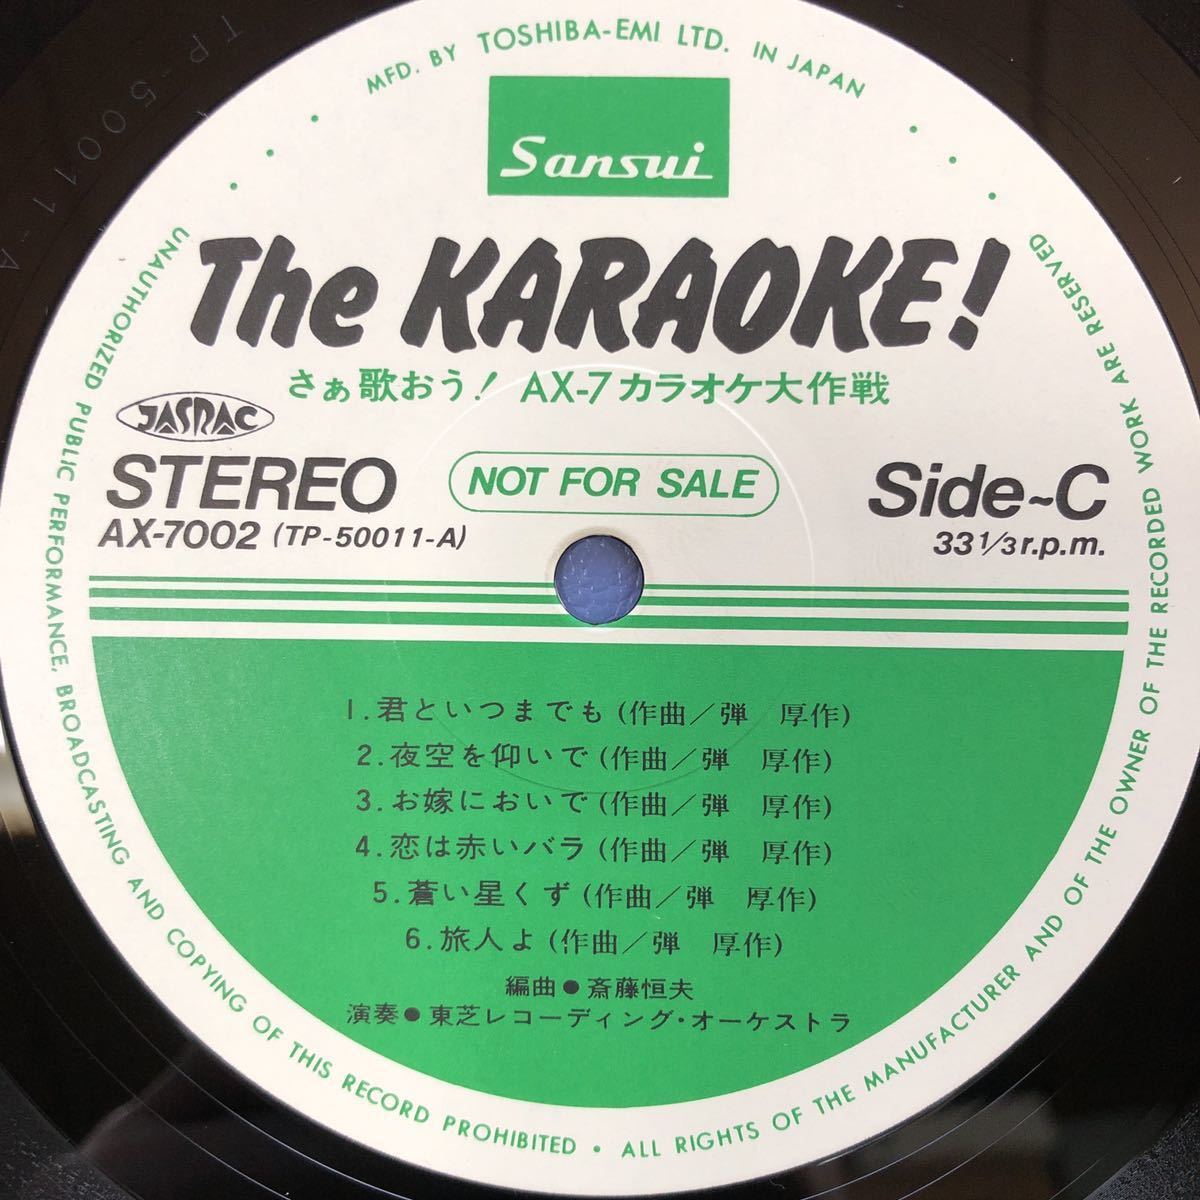 MFD. BY TOSHIBA-EMI LTD. IN JAPAN
Sansui
The KARAOKE!
さぁ歌おう! AX-7カラオケ大作戦
JASRAC
STEREO
NOT FOR SALE
Side~C
AX-7002 (TP-50011-A)
33 1/3 r.p.m.
1.君といつまでも(作曲/弾 厚作)
2.夜空を仰いで(作曲/弾 厚作)
3.お嫁においで(作曲/弾 厚作)
4.恋は赤いバラ(作曲/弾 厚作)
5.蒼い星くず(作曲/弾 厚作)
6.旅人よ(作曲/弾 厚作)
編曲●斎藤恒夫
演奏●東芝レコーディング・オーケストラ
UNAUTHORIZED PUBLIC PERFORMANCE, BROADCASTING AND COPYING OF THIS RECORD PROHIBITED • ALL RIGHTS OF THE MANUFACTURER AND OF THE OWNER OF THE RECORDED WORK ARE RESERVED
TP-50011-A